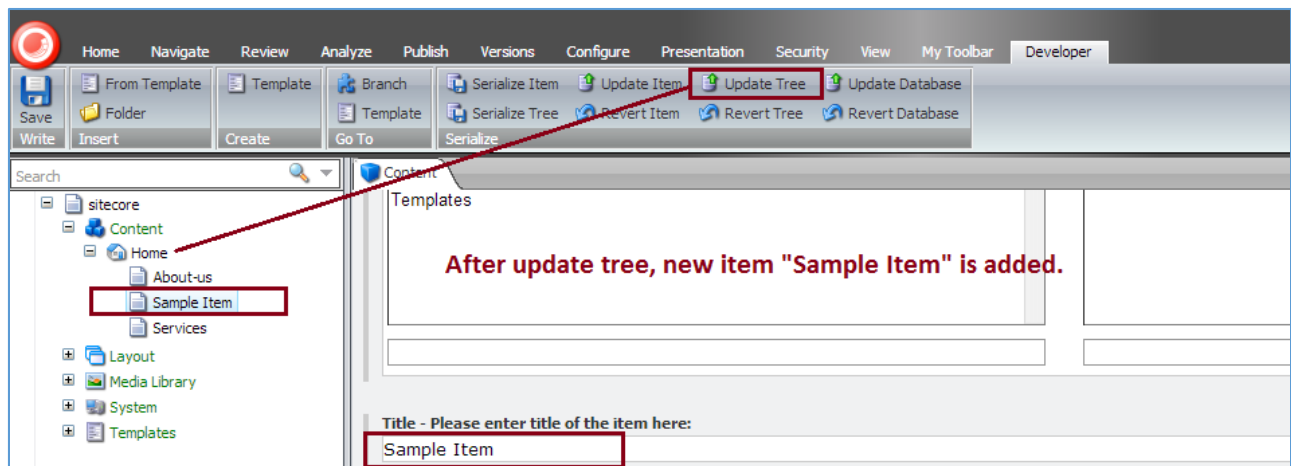 Home Navigate Review Analyze Publish Versions Configure Presentation Security View My Toolbar Developer
From Template Template Branch Serialize Item Update Item Update Tree Update Database
Save Folder Template Serialize Tree Revert Item Revert Tree Revert Database
Write Insert Create Go To Serialize
Search
Content
sitecore
Content
Home
About-us
Sample Item
Services
Layout
Media Library
System
Templates
Templates
After update tree, new item "Sample Item" is added.
Title - Please enter title of the item here:
Sample Item